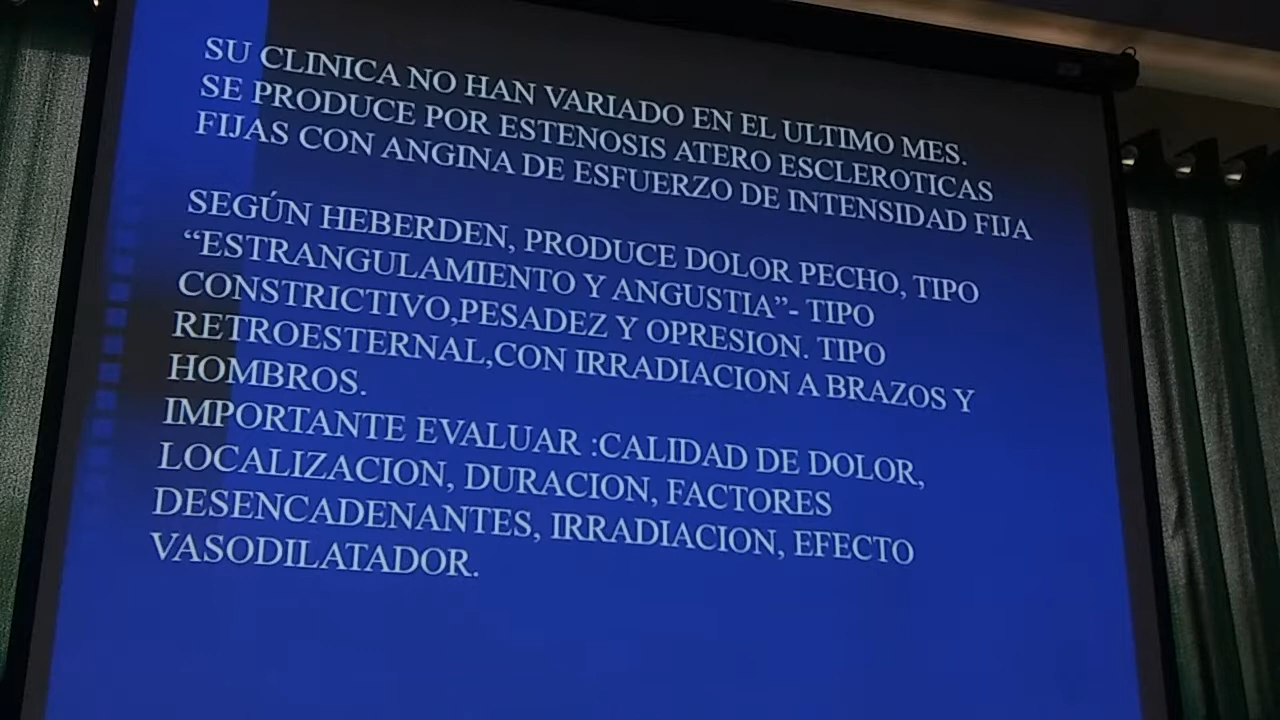 SU CLINICA NO HAN VARIADO EN EL ULTIMO MES.
SE PRODUCE POR ESTENOSIS ATERO ESCLEROTICAS
FIJAS CON ANGINA DE ESFUERZO DE INTENSIDAD FIJA
SEGÚN HEBERDEN, PRODUCE DOLOR PECHO, TIPO
“ESTRANGULAMIENTO Y ANGUSTIA”- TIPO
CONSTRICTIVO,PESADEZ Y OPRESION. TIPO
RETROESTERNAL,CON IRRADIACION A BRAZOS Y
HOMBROS.
IMPORTANTE EVALUAR :CALIDAD DE DOLOR,
LOCALIZACION, DURACION, FACTORES
DESENCADENANTES, IRRADIACION, EFECTO
VASODILATADOR.